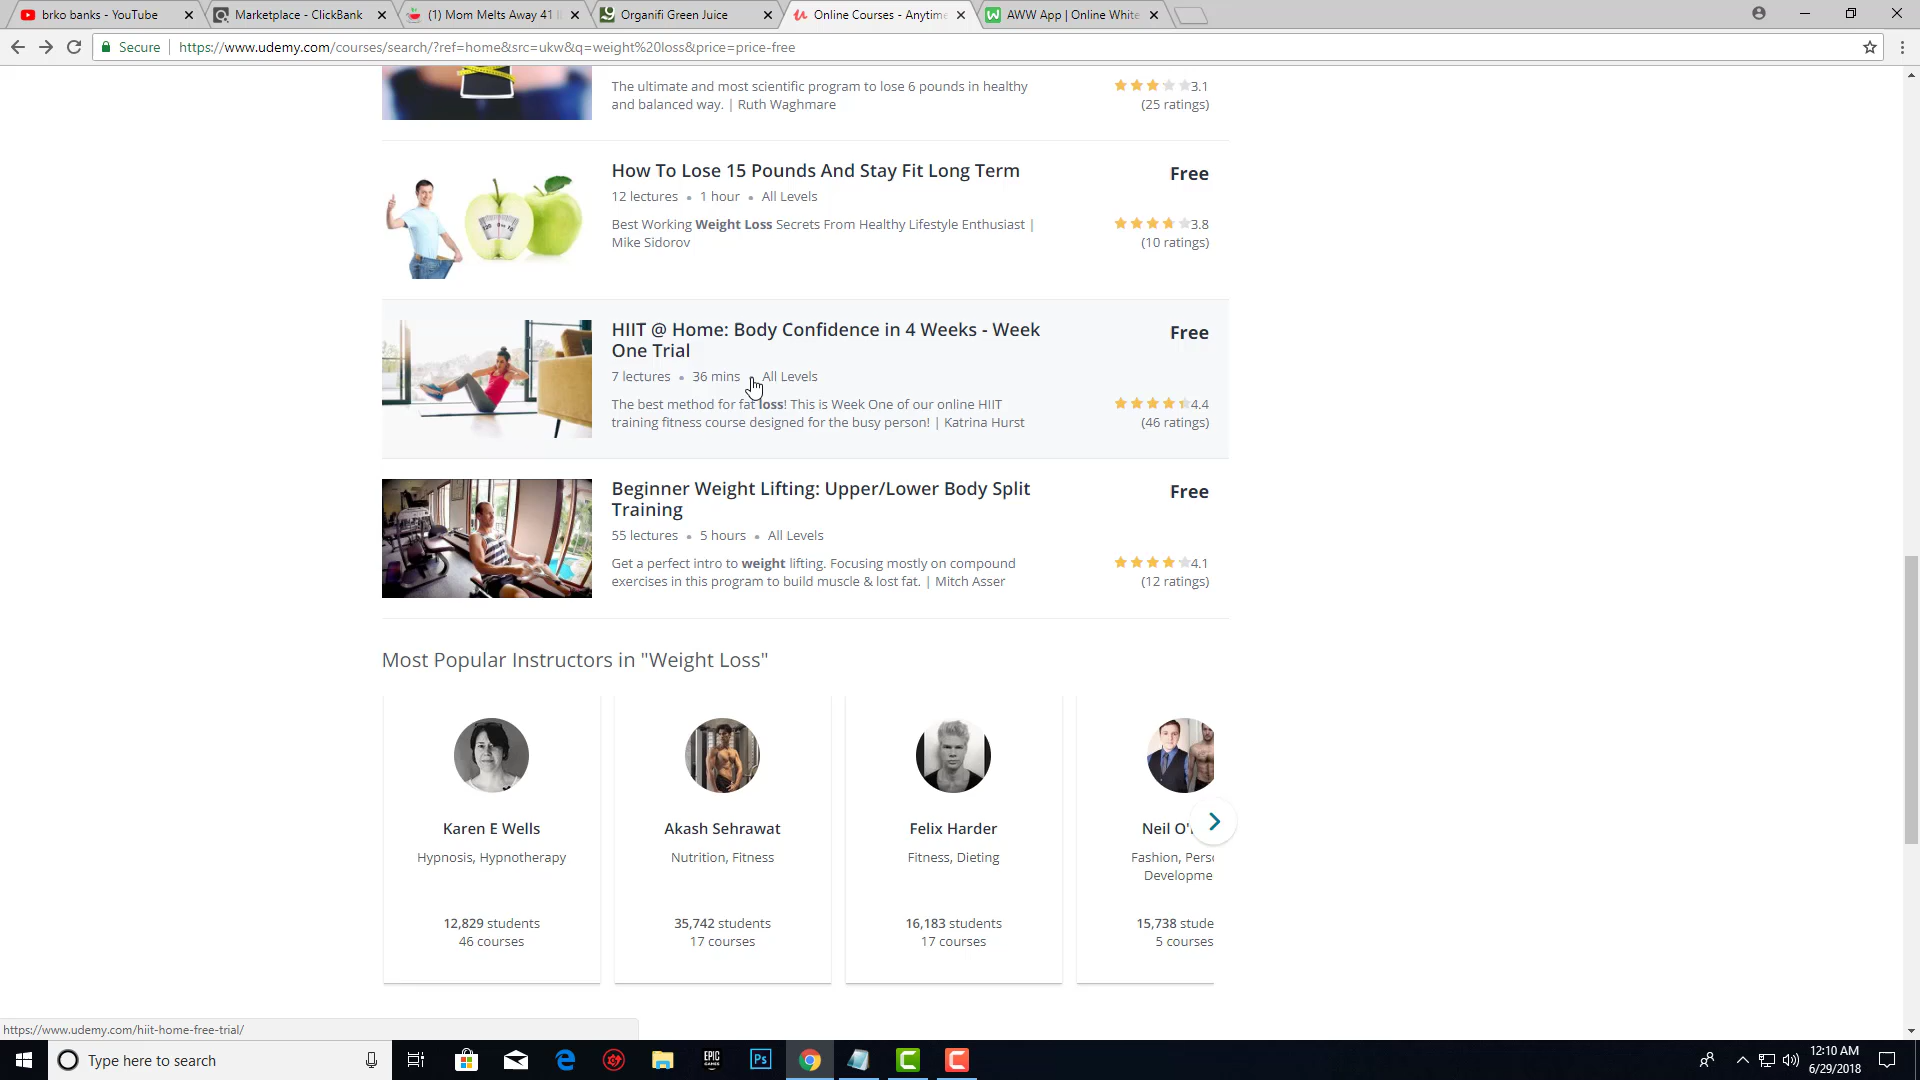 brko banks - YouTube
Marketplace - ClickBank
(1) Mom Melts Away 41
Organifi Green Juice
Online Courses - Anytime
AWW App | Online White
Secure
https://www.udemy.com/courses/search/?ref=home&src=ukw&q=weight%20loss&price=price-free
The ultimate and most scientific program to lose 6 pounds in healthy
and balanced way. | Ruth Waghmare
3.1
(25 ratings)
How To Lose 15 Pounds And Stay Fit Long Term
Free
12 lectures • 1 hour • All Levels
Best Working Weight Loss Secrets From Healthy Lifestyle Enthusiast |
Mike Sidorov
3.8
(10 ratings)
HIIT @ Home: Body Confidence in 4 Weeks - Week
One Trial
Free
7 lectures • 36 mins • All Levels
The best method for fat loss! This is Week One of our online HIIT
training fitness course designed for the busy person! | Katrina Hurst
4.4
(46 ratings)
Beginner Weight Lifting: Upper/Lower Body Split
Training
Free
55 lectures • 5 hours • All Levels
Get a perfect intro to weight lifting. Focusing mostly on compound
exercises in this program to build muscle & lost fat. | Mitch Asser
4.1
(12 ratings)
Most Popular Instructors in "Weight Loss"
Karen E Wells
Hypnosis, Hypnotherapy
12,829 students
46 courses
Akash Sehrawat
Nutrition, Fitness
35,742 students
17 courses
Felix Harder
Fitness, Dieting
16,183 students
17 courses
Neil O'
Fashion, Perso
Developme
15,738 stude
5 courses
https://www.udemy.com/hiit-home-free-trial/
Type here to search
EPIC
GAMES
Ps
12:10 AM
6/29/2018